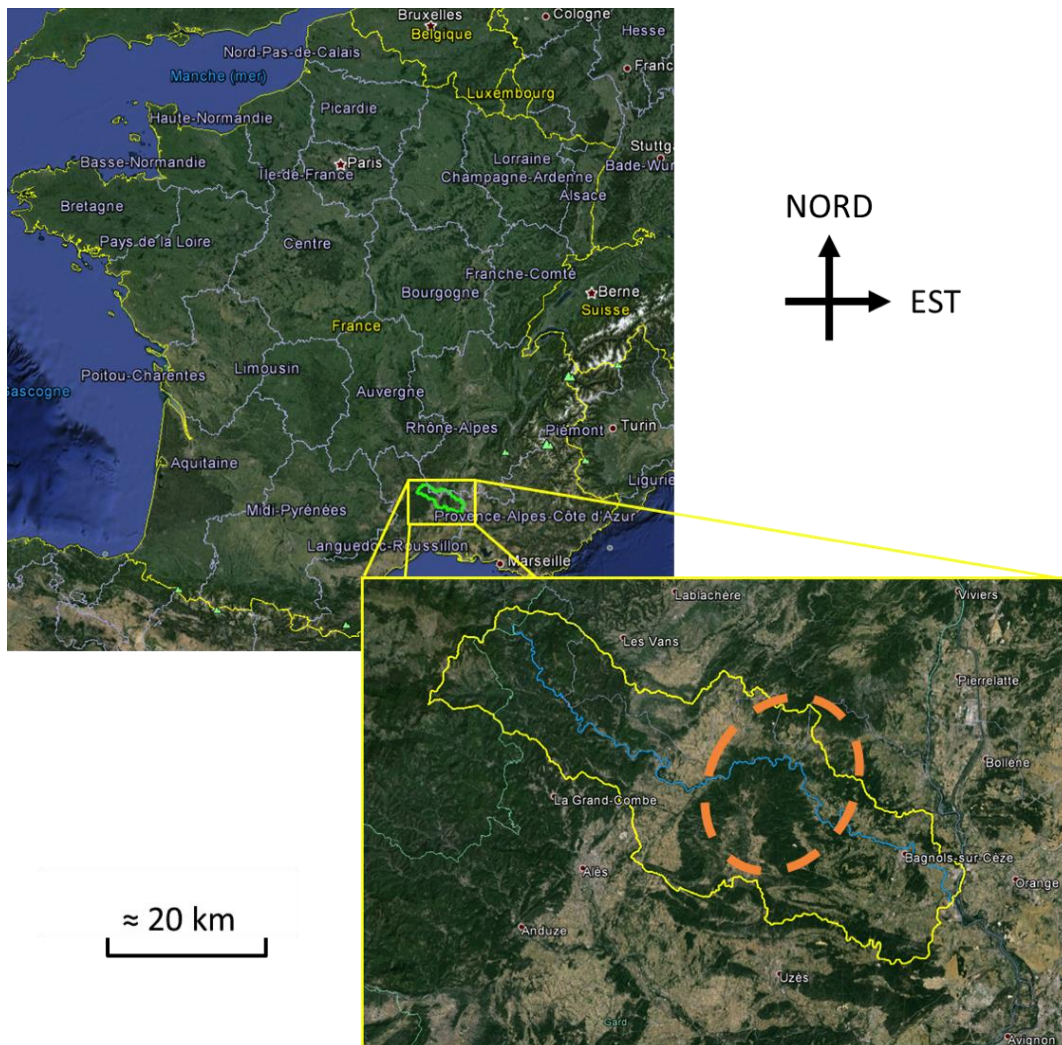 Bruxelles
Cologne
Belgique
Hesse
Nord-Pas-de-Calais
Manche (mer)
Franc
Luxembourg
Picardie
Haute-Normandie
Stuttga
Paris
Lorraine
Bade-Wur
Basse-Normandie
Île-de-France
Champagne-Ardenne
Alsace
Bretagne
Pays de la Loire
Centre
Franche-Comté
Bourgogne
Berne
Suisse
France
Limousin
Poitou-Charentes
Gascogne
Auvergne
Rhône-Alpes
Piémont
Turin
Aquitaine
Ligurie
Midi-Pyrénées
Provence-Alpes-Côte d'Azur
Languedoc-Roussillon
Marseille
NORD
EST
Lablachère
Viviers
Les Vans
Pierrelatte
Bollène
La Grand-Combe
Bagnols-sur-Cèze
Alès
Orange
Anduze
Uzès
Gard
Avignon
≈ 20 km